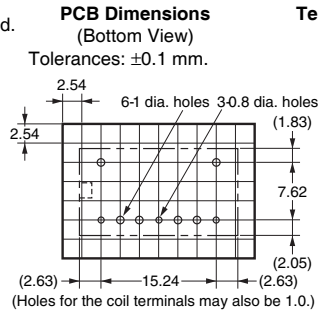 d.
PCB Dimensions
(Bottom View)
Tolerances: ±0.1 mm.
Te
2.54
6-1 dia. holes
3-0.8 dia. holes
2.54
(1.83)
7.62
(2.05)
(2.63)
15.24
(2.63)
(Holes for the coil terminals may also be 1.0.)